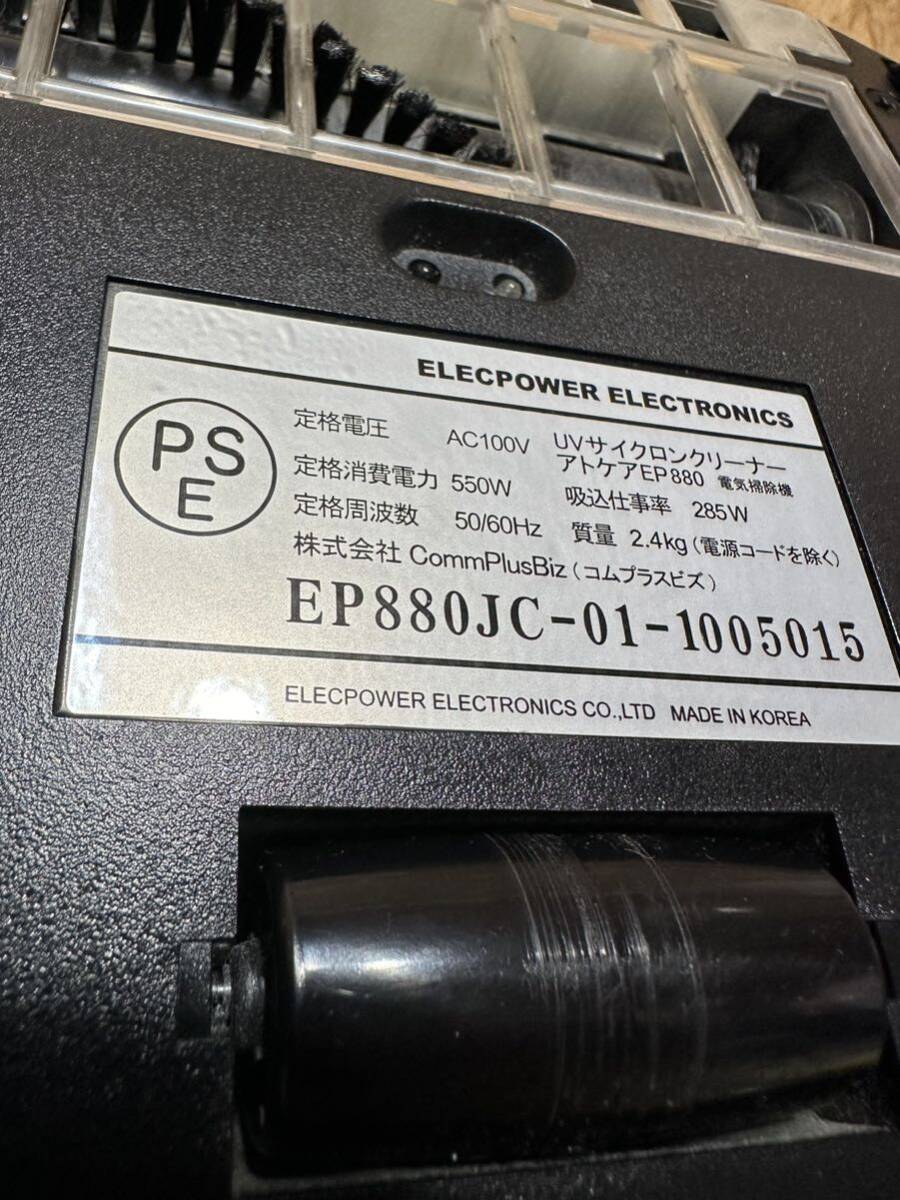 ELECPOWER ELECTRONICS
PS
E
定格電圧 AC100V
定格消費電力 550W
定格周波数 50/60Hz
UVサイクロンクリーナー
アトケアEP880 電気掃除機
吸込仕事率 285W
質量 2.4kg (電源コードを除く)
株式会社 CommPlusBiz (コムプラスビズ)
EP880JC-01-1005015
ELECPOWER ELECTRONICS CO.,LTD MADE IN KOREA